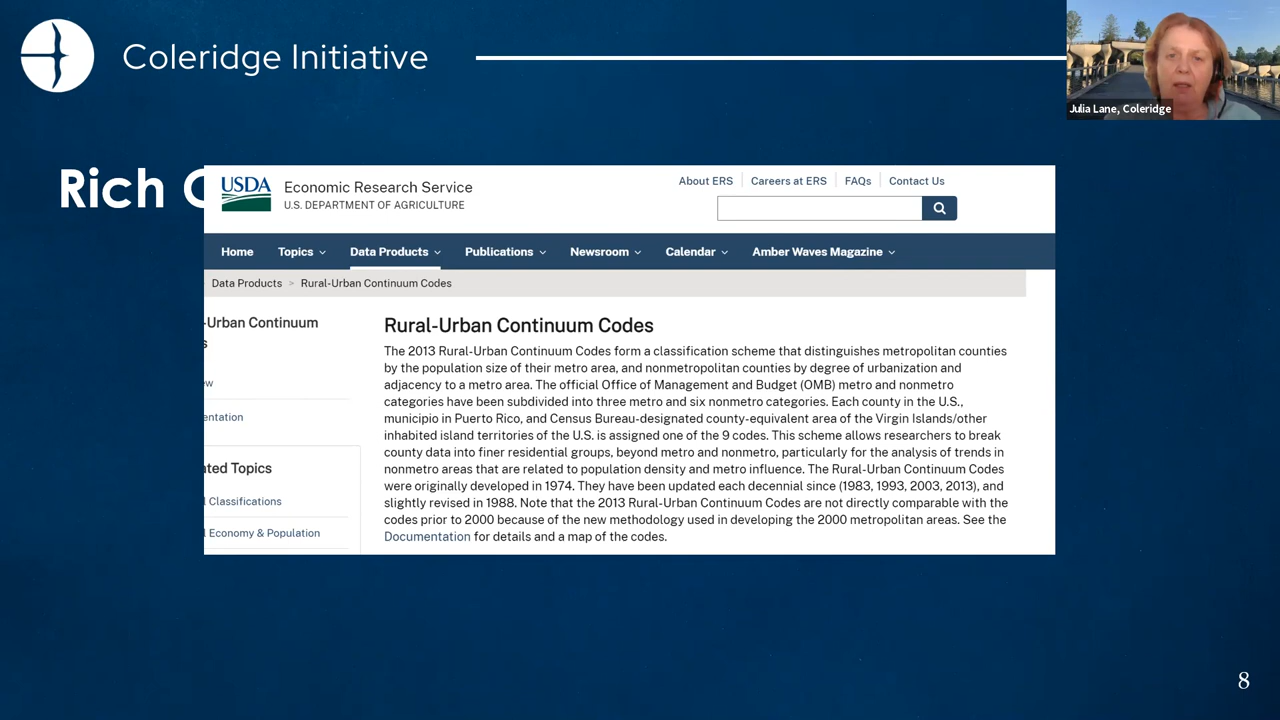 Coleridge Initiative
Julia Lane, Coleridge
Rich
USDA
Economic Research Service
U.S. DEPARTMENT OF AGRICULTURE
About ERS
Careers at ERS
FAQs
Contact Us
Home
Topics
Data Products
Publications
Newsroom
Calendar
Amber Waves Magazine
Data Products > Rural-Urban Continuum Codes
-Urban Continuum
s
ew
entation
ated Topics
l Classifications
l Economy & Population
Rural-Urban Continuum Codes
The 2013 Rural-Urban Continuum Codes form a classification scheme that distinguishes metropolitan counties
by the population size of their metro area, and nonmetropolitan counties by degree of urbanization and
adjacency to a metro area. The official Office of Management and Budget (OMB) metro and nonmetro
categories have been subdivided into three metro and six nonmetro categories. Each county in the U.S.,
municipio in Puerto Rico, and Census Bureau-designated county-equivalent area of the Virgin Islands/other
inhabited island territories of the U.S. is assigned one of the 9 codes. This scheme allows researchers to break
county data into finer residential groups, beyond metro and nonmetro, particularly for the analysis of trends in
nonmetro areas that are related to population density and metro influence. The Rural-Urban Continuum Codes
were originally developed in 1974. They have been updated each decennial since (1983, 1993, 2003, 2013), and
slightly revised in 1988. Note that the 2013 Rural-Urban Continuum Codes are not directly comparable with the
codes prior to 2000 because of the new methodology used in developing the 2000 metropolitan areas. See the
Documentation for details and a map of the codes.
8